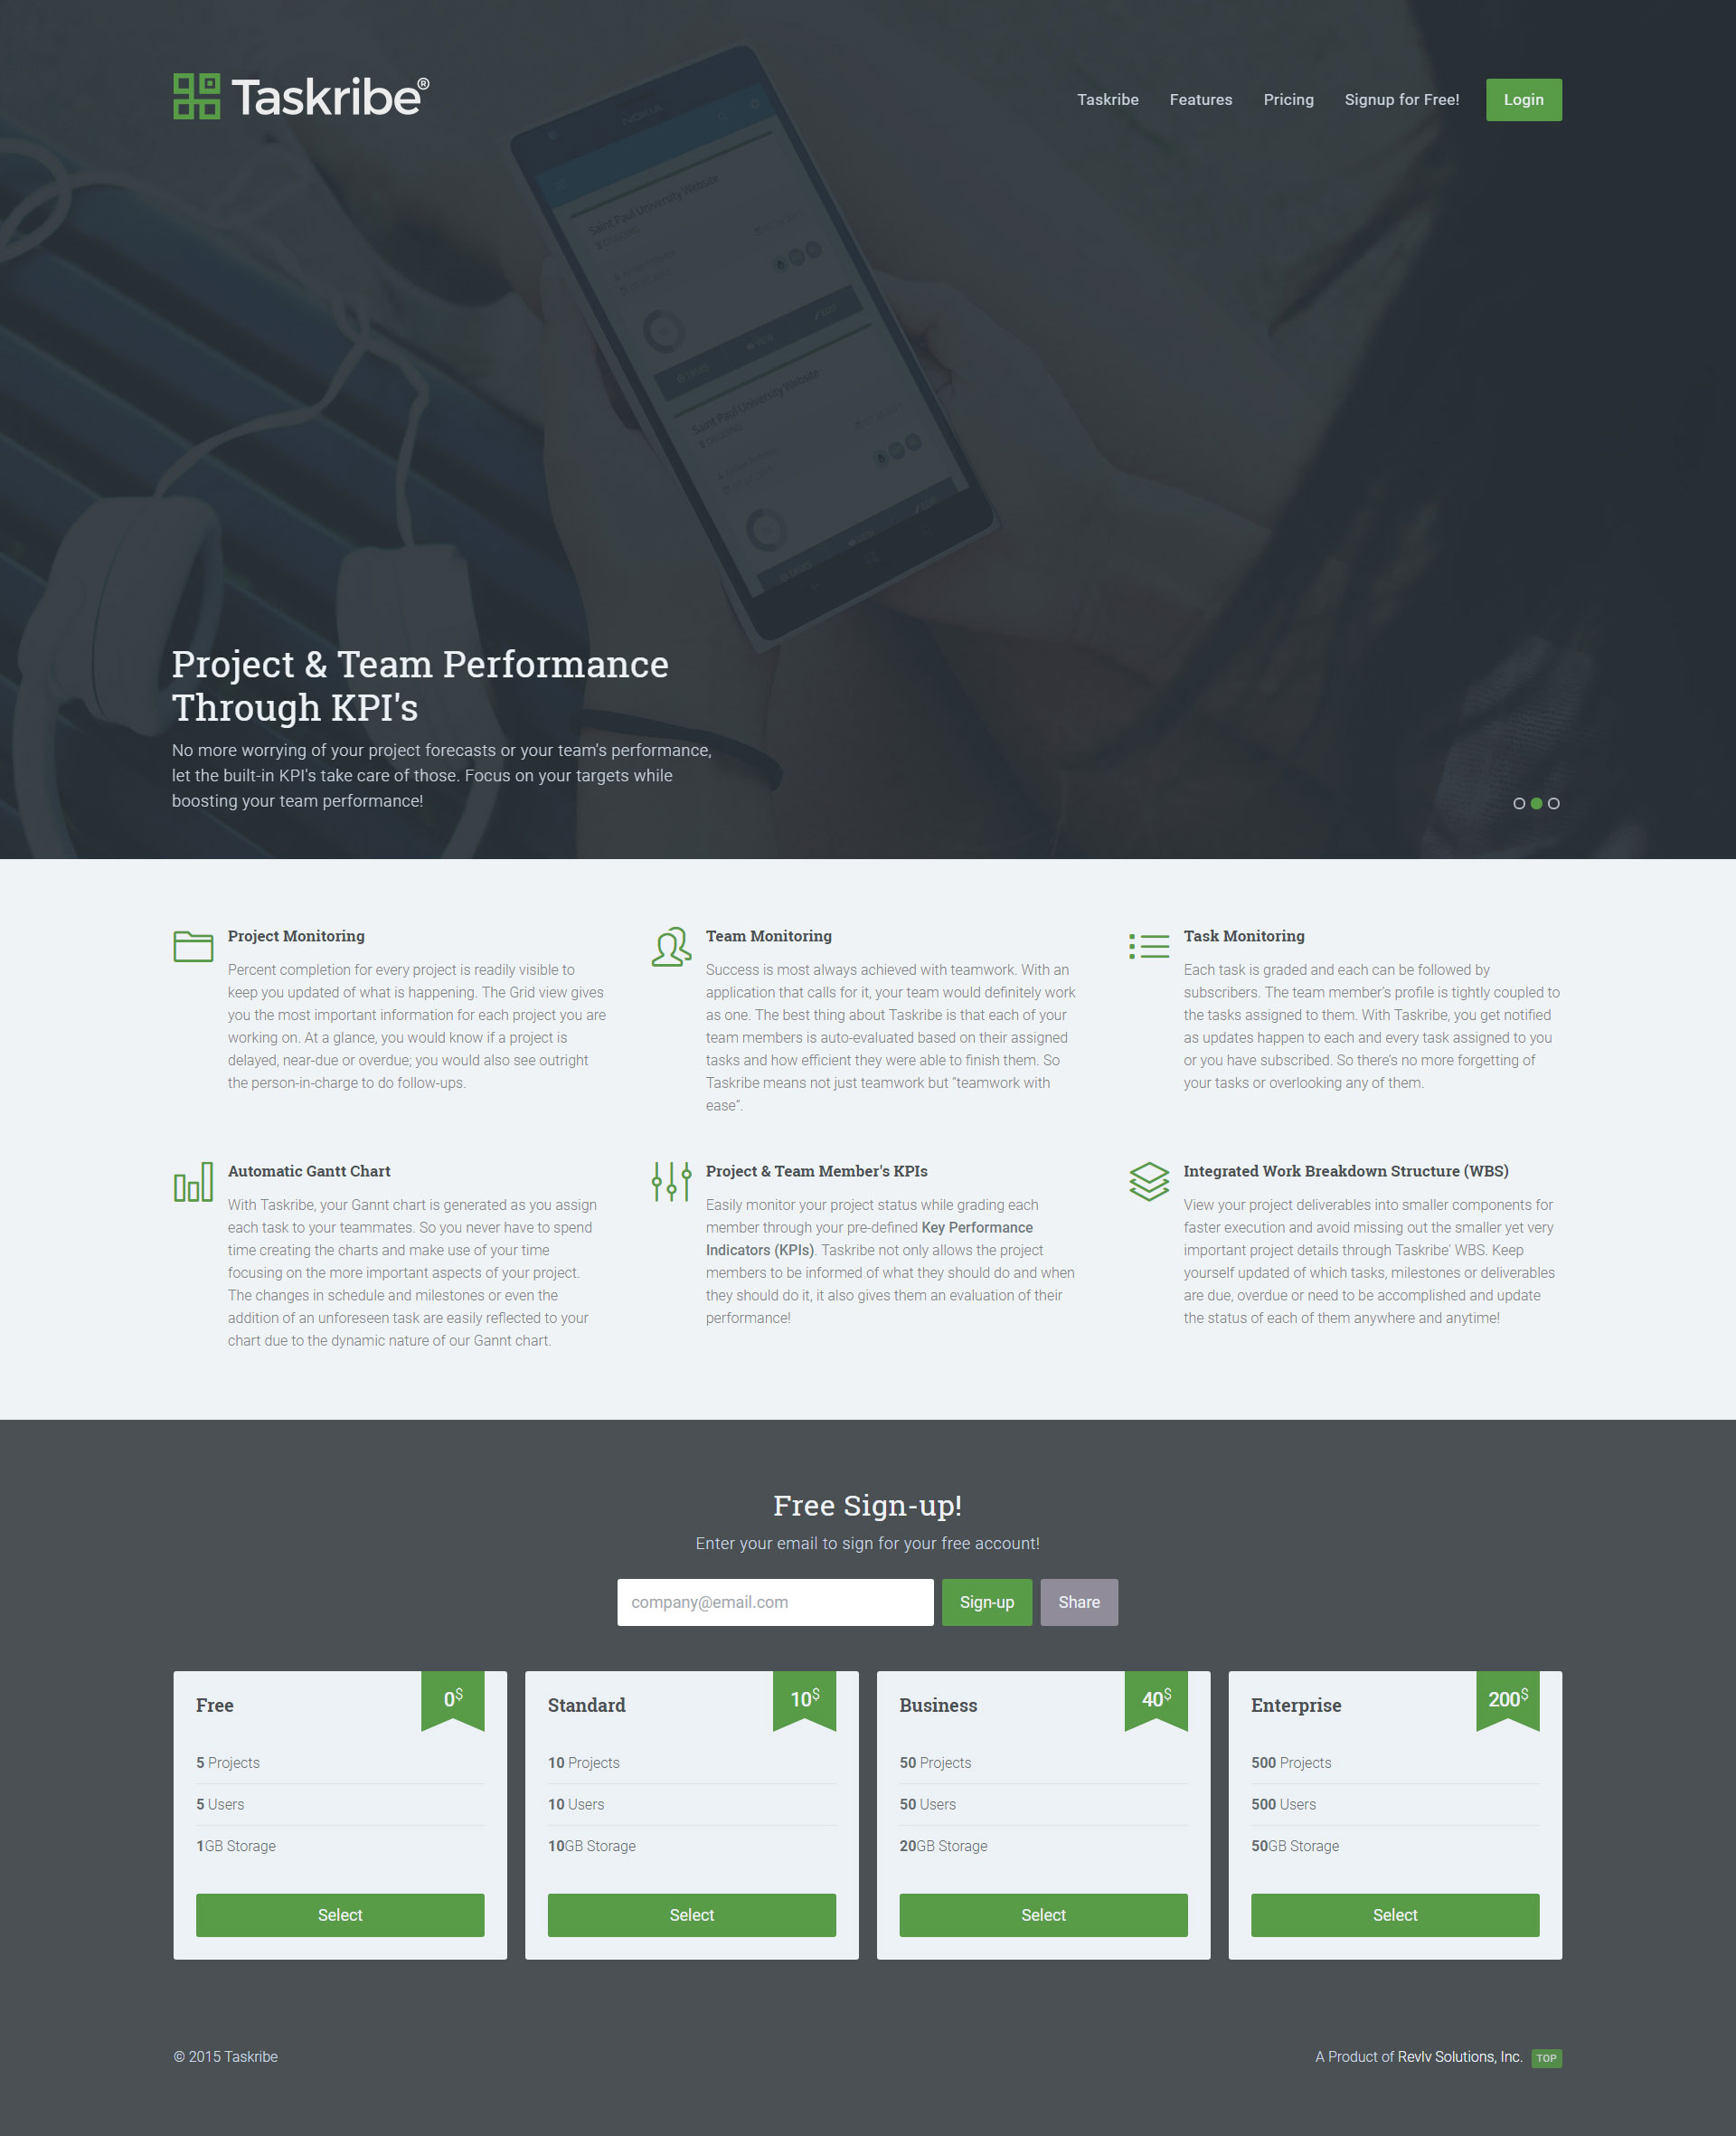 Taskribe®
Taskribe Features Pricing Signup for Free! Login
NOKIA
Saint Paul University Website
ONGOING
Saint Paul University Website
ONGOING
Project & Team Performance
Through KPI's
No more worrying of your project forecasts or your team's performance,
let the built-in KPI's take care of those. Focus on your targets while
boosting your team performance!
Project Monitoring
Percent completion for every project is readily visible to
keep you updated of what is happening. The Grid view gives
you the most important information for each project you are
working on. At a glance, you would know if a project is
delayed, near-due or overdue; you would also see outright
the person-in-charge to do follow-ups.
Team Monitoring
Success is most always achieved with teamwork. With an
application that calls for it, your team would definitely work
as one. The best thing about Taskribe is that each of your
team members is auto-evaluated based on their assigned
tasks and how efficient they were able to finish them. So
Taskribe means not just teamwork but “teamwork with
ease”.
Task Monitoring
Each task is graded and each can be followed by
subscribers. The team member’s profile is tightly coupled to
the tasks assigned to them. With Taskribe, you get notified
as updates happen to each and every task assigned to you
or you have subscribed. So there’s no more forgetting of
your tasks or overlooking any of them.
Automatic Gantt Chart
With Taskribe, your Gannt chart is generated as you assign
each task to your teammates. So you never have to spend
time creating the charts and make use of your time
focusing on the more important aspects of your project.
The changes in schedule and milestones or even the
addition of an unforeseen task are easily reflected to your
chart due to the dynamic nature of our Gannt chart.
Project & Team Member's KPIs
Easily monitor your project status while grading each
member through your pre-defined Key Performance
Indicators (KPIs). Taskribe not only allows the project
members to be informed of what they should do and when
they should do it, it also gives them an evaluation of their
performance!
Integrated Work Breakdown Structure (WBS)
View your project deliverables into smaller components for
faster execution and avoid missing out the smaller yet very
important project details through Taskribe' WBS. Keep
yourself updated of which tasks, milestones or deliverables
are due, overdue or need to be accomplished and update
the status of each of them anywhere and anytime!
Free Sign-up!
Enter your email to sign for your free account!
company@email.com Sign-up Share
Free 0$
5 Projects
5 Users
1GB Storage
Select
Standard 10$
10 Projects
10 Users
10GB Storage
Select
Business 40$
50 Projects
50 Users
20GB Storage
Select
Enterprise 200$
500 Projects
500 Users
50GB Storage
Select
© 2015 Taskribe
A Product of Revlv Solutions, Inc. TOP